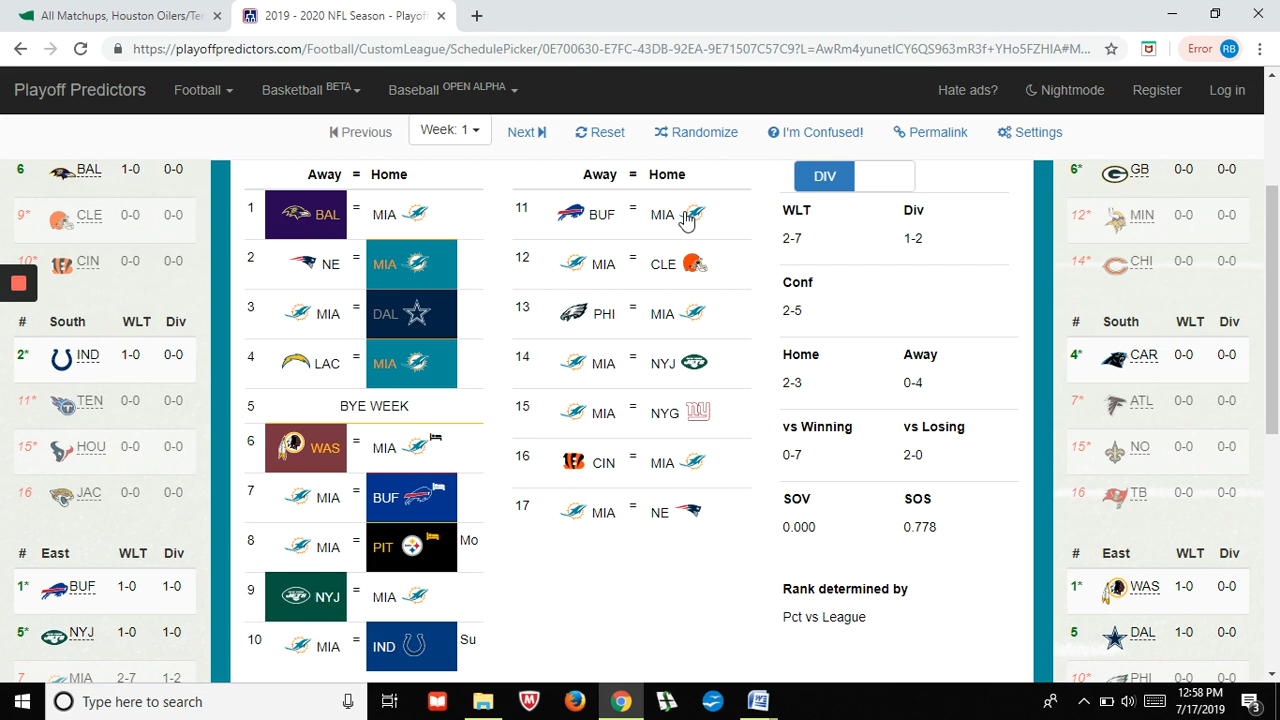 All Matchups, Houston Oilers/Ter
2019 - 2020 NFL Season - Playof
https://playoffpredictors.com/Football/CustomLeague/SchedulePicker/0E700630-E7FC-43DB-92EA-9E71507C57C9?L=AwRm4yunetICY6QS963mR3f+YHo5FZHIA#M...
Error RB
Playoff Predictors Football Basketball BETA Baseball OPEN ALPHA Hate ads? Nightmode Register Log in
Previous Week: 1 Next Reset Randomize I'm Confused! Permalink Settings
6 BAL 1-0 0-0
9* CLE 0-0 0-0
10* CIN 0-0 0-0
# South WLT Div
2* IND 1-0 0-0
11* TEN 0-0 0-0
15* HOU 0-0 0-0
16 JAC 0-0 0-0
# East WLT Div
1* BUF 1-0 1-0
5* NYJ 1-0 1-0
7 MIA 2-7 1-2
Away = Home
1 BAL = MIA
2 NE = MIA
3 MIA = DAL
4 LAC = MIA
5 BYE WEEK
6 WAS = MIA
7 MIA = BUF
8 MIA = PIT Mo
9 NYJ = MIA
10 MIA = IND Su
Away = Home
11 BUF = MIA
12 MIA = CLE
13 PHI = MIA
14 MIA = NYJ
15 MIA = NYG
16 CIN = MIA
17 MIA = NE
DIV
WLT Div
2-7 1-2
Conf
2-5
Home Away
2-3 0-4
vs Winning vs Losing
0-7 2-0
SOV SOS
0.000 0.778
Rank determined by
Pct vs League
6* GB 0-0 0-0
12* MIN 0-0 0-0
14* CHI 0-0 0-0
# South WLT Div
4* CAR 0-0 0-0
7* ATL 0-0 0-0
15* NO 0-0 0-0
16 TB 0-0 0-0
# East WLT Div
1* WAS 1-0 0-0
5 DAL 1-0 0-0
10* PHI 0-0 0-0
Type here to search
12:58 PM
7/17/2019
3